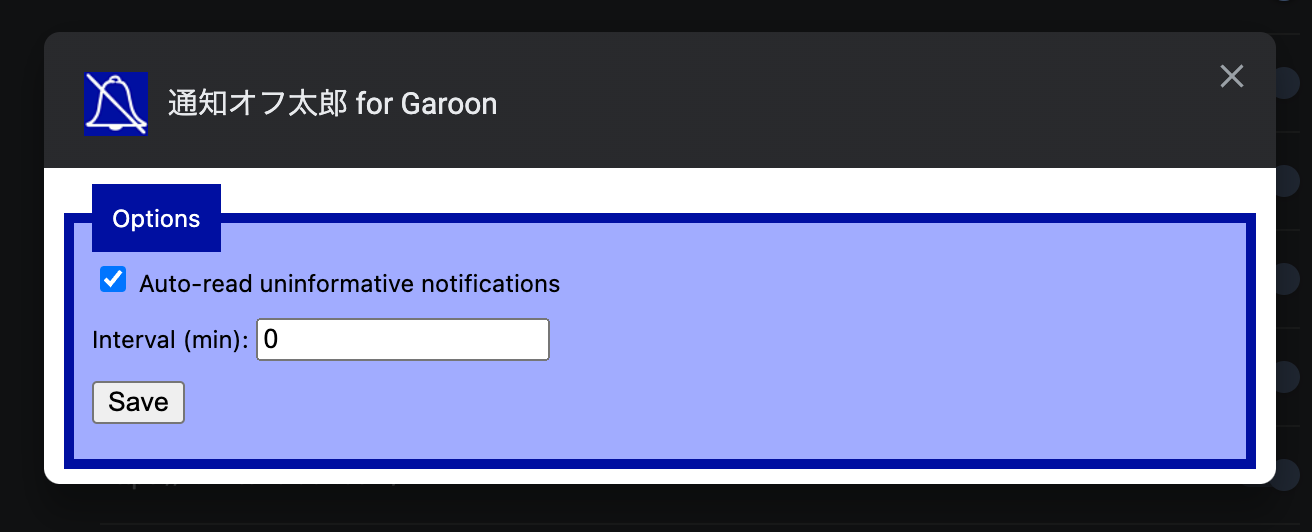 通知オフ太郎 for Garoon
Options
Auto-read uninformative notifications
Interval (min): 0
Save